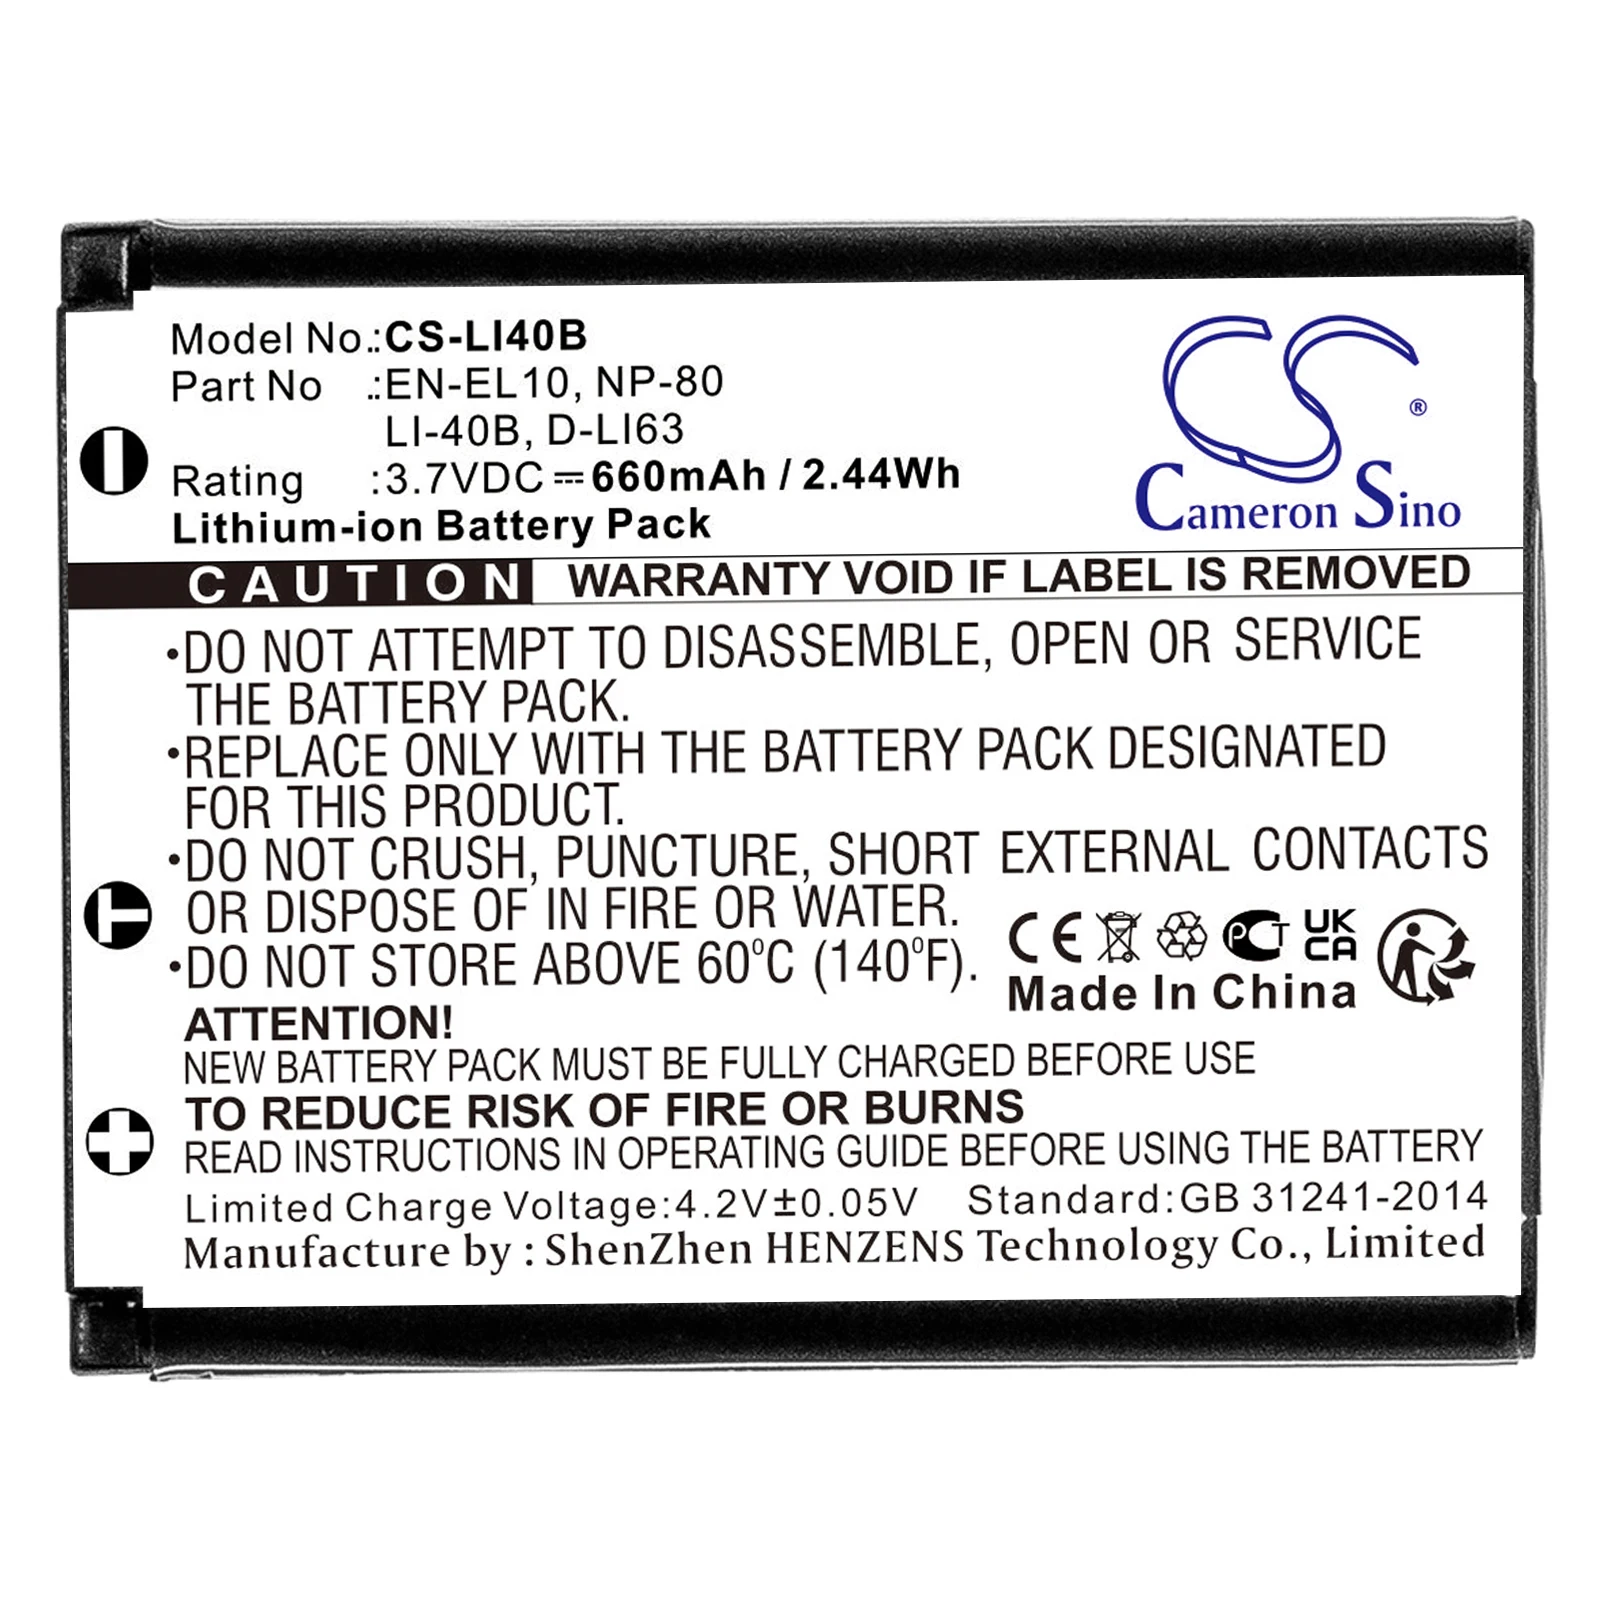 Model No.:CS-LI40B
Part No .:EN-EL10, NP-80
LI-40B, D-LI63
Rating :3.7VDC⎓660mAh / 2.44Wh
Lithium-ion Battery Pack
CS®
Cameron Sino
CAUTION WARRANTY VOID IF LABEL IS REMOVED
•DO NOT ATTEMPT TO DISASSEMBLE, OPEN OR SERVICE
THE BATTERY PACK.
•REPLACE ONLY WITH THE BATTERY PACK DESIGNATED
FOR THIS PRODUCT.
•DO NOT CRUSH, PUNCTURE, SHORT EXTERNAL CONTACTS
OR DISPOSE OF IN FIRE OR WATER.
•DO NOT STORE ABOVE 60°C (140°F).
CE PCT UK
CA
Made In China
ATTENTION!
NEW BATTERY PACK MUST BE FULLY CHARGED BEFORE USE
TO REDUCE RISK OF FIRE OR BURNS
READ INSTRUCTIONS IN OPERATING GUIDE BEFORE USING THE BATTERY
Limited Charge Voltage:4.2V±0.05V Standard:GB 31241-2014
Manufacture by : ShenZhen HENZENS Technology Co., Limited
T